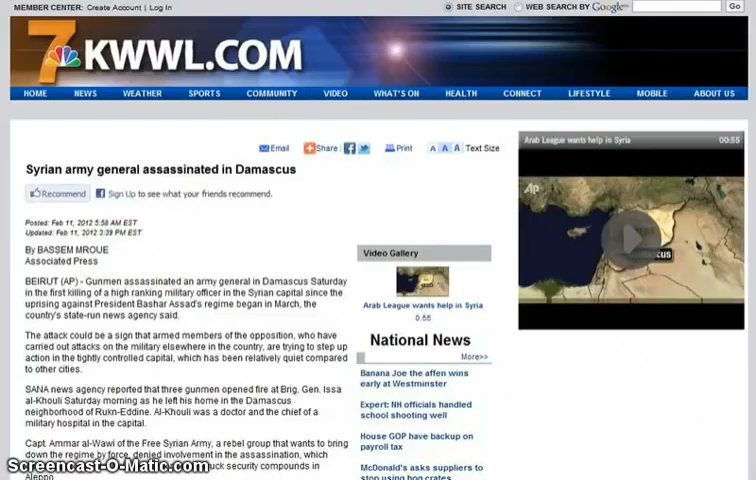 MEMBER CENTER: Create Account | Log In
SITE SEARCH WEB SEARCH BY Google Go
7 KWWL.COM
HOME NEWS WEATHER SPORTS COMMUNITY VIDEO WHAT'S ON HEALTH CONNECT LIFESTYLE MOBILE ABOUT US
Email Share Print A A A Text Size
Arab League wants help in Syria 00:55
AP
Syrian army general assassinated in Damascus
Recommend Sign Up to see what your friends recommend.
Posted: Feb 11, 2012 5:58 AM EST
Updated: Feb 11, 2012 3:39 PM EST
By BASSEM MROUE
Associated Press
BEIRUT (AP) - Gunmen assassinated an army general in Damascus Saturday
in the first killing of a high ranking military officer in the Syrian capital since the
uprising against President Bashar Assad's regime began in March, the
country's state-run news agency said.
The attack could be a sign that armed members of the opposition, who have
carried out attacks on the military elsewhere in the country, are trying to step up
action in the tightly controlled capital, which has been relatively quiet compared
to other cities.
SANA news agency reported that three gunmen opened fire at Brig. Gen. Issa
al-Khouli Saturday morning as he left his home in the Damascus
neighborhood of Rukn-Eddine. Al-Khouli was a doctor and the chief of a
military hospital in the capital.
Capt. Ammar al-Wawi of the Free Syrian Army, a rebel group that wants to bring
down the regime by force, denied involvement in the assassination, which
uck security compounds in
Aleppo
Video Gallery
Arab League wants help in Syria
0:55
National News
More>>
Banana Joe the affen wins
early at Westminster
Expert: NH officials handled
school shooting well
House GOP have backup on
payroll tax
McDonald's asks suppliers to
stop using hog crates
Screencast-O-Matic.com